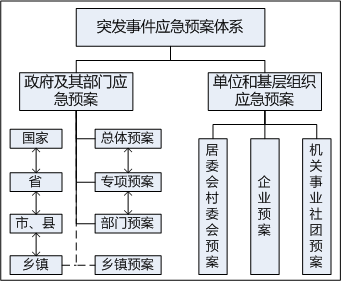 突发事件应急预案体系
政府及其部门应
急预案
单位和基层组织
应急预案
国家
总体预案
省
专项预案
市、县
部门预案
乡镇
乡镇预案
居委会村委会预案
企业预案
机关事业社团预案